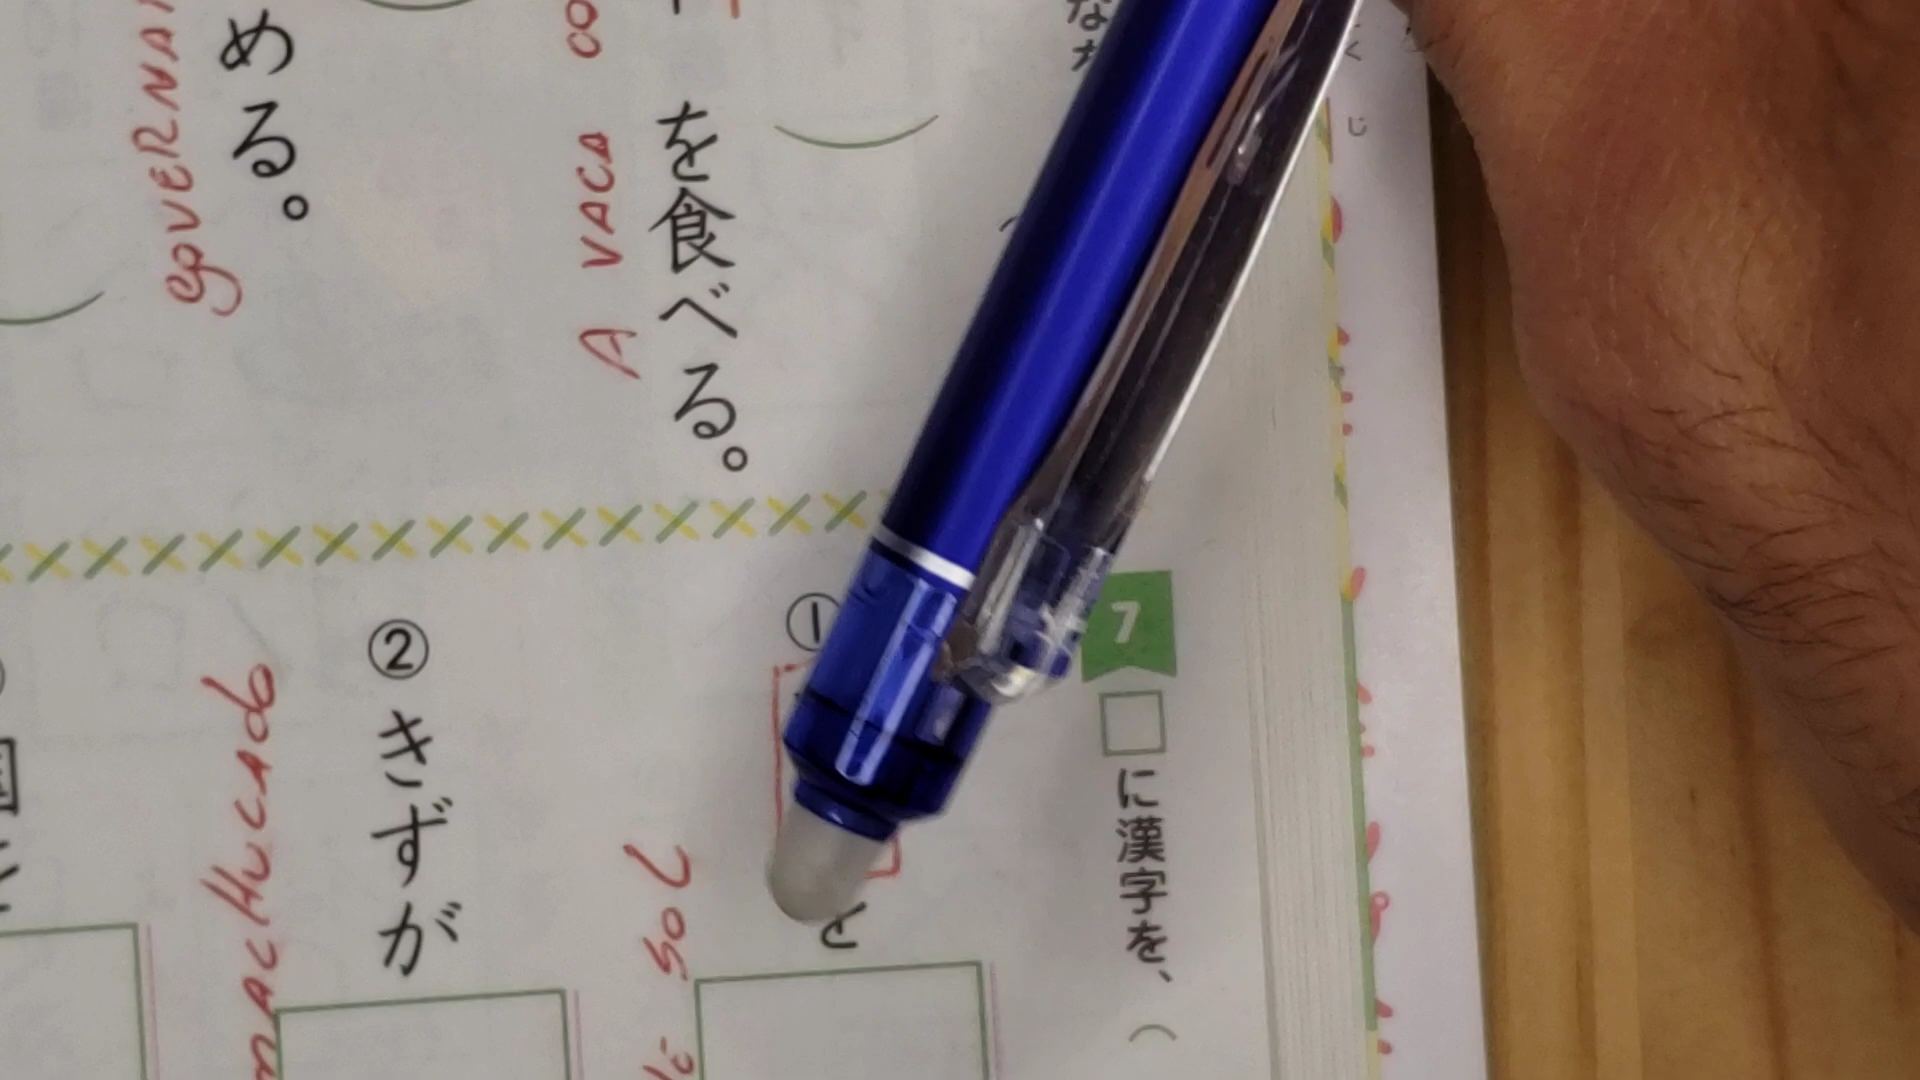 を食べる。
A VACA
める。
governar
7
□に漢字を、(
①
と
SOL
② きずが
machucado